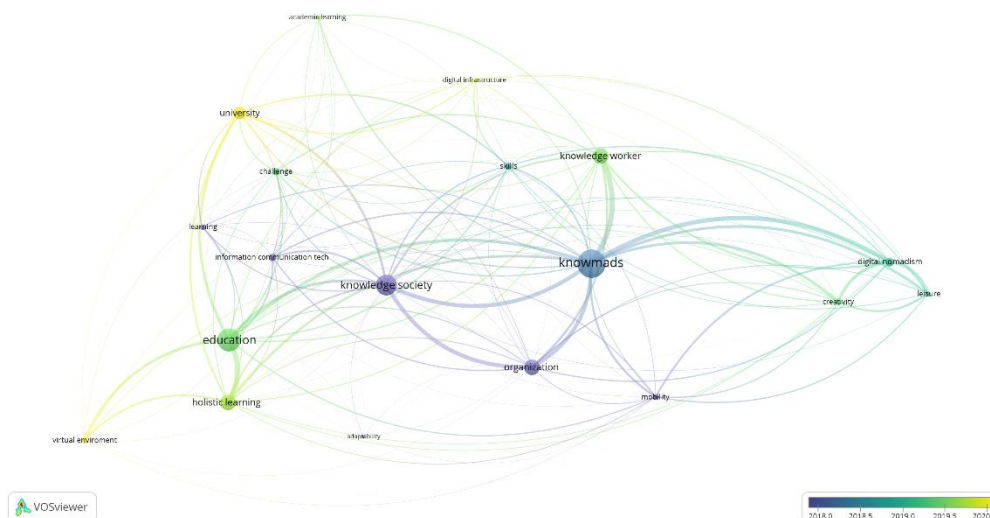 academic learning
digital infrastructure
university
knowledge worker
skills
challenge
learning
information communication tech
knowmads
digital nomadism
knowledge society
leisure
creativity
education
organization
mobility
holistic learning
adaptability
virtual enviroment
VOSviewer
2018.0 2018.5 2019.0 2019.5 2020